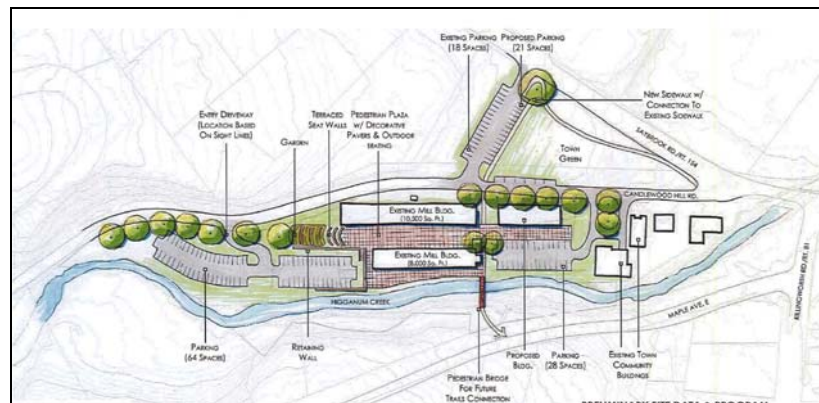 EXISTING PARKING
(18 SPACES)
PROPOSED PARKING
(21 SPACES)
ENTRY DRIVEWAY
(LOCATION BASED
ON SIGHT LINES)
GARDEN
TERRACED
SEAT WALLS
PEDESTRIAN PLAZA
W/ DECORATIVE
PAVERS & OUTDOOR
SEATING
NEW SIDEWALK W/
CONNECTION TO
EXISTING SIDEWALK
TOWN
GREEN
SAYBROOK RD./RT. 154
CANDLEWOOD HILL RD.
EXISTING MILL BLDG.
(10,300 SQ. FT.)
EXISTING MILL BLDG.
(8,000 SQ. FT.)
HIGGANUM CREEK
MAPLE AVE. E
KILLINGWORTH RD./RT. 81
PARKING
(64 SPACES)
RETAINING
WALL
PEDESTRIAN BRIDGE
FOR FUTURE
TRAILS CONNECTION
PROPOSED
BLDG.
PARKING
(28 SPACES)
EXISTING TOWN
COMMUNITY
BUILDINGS